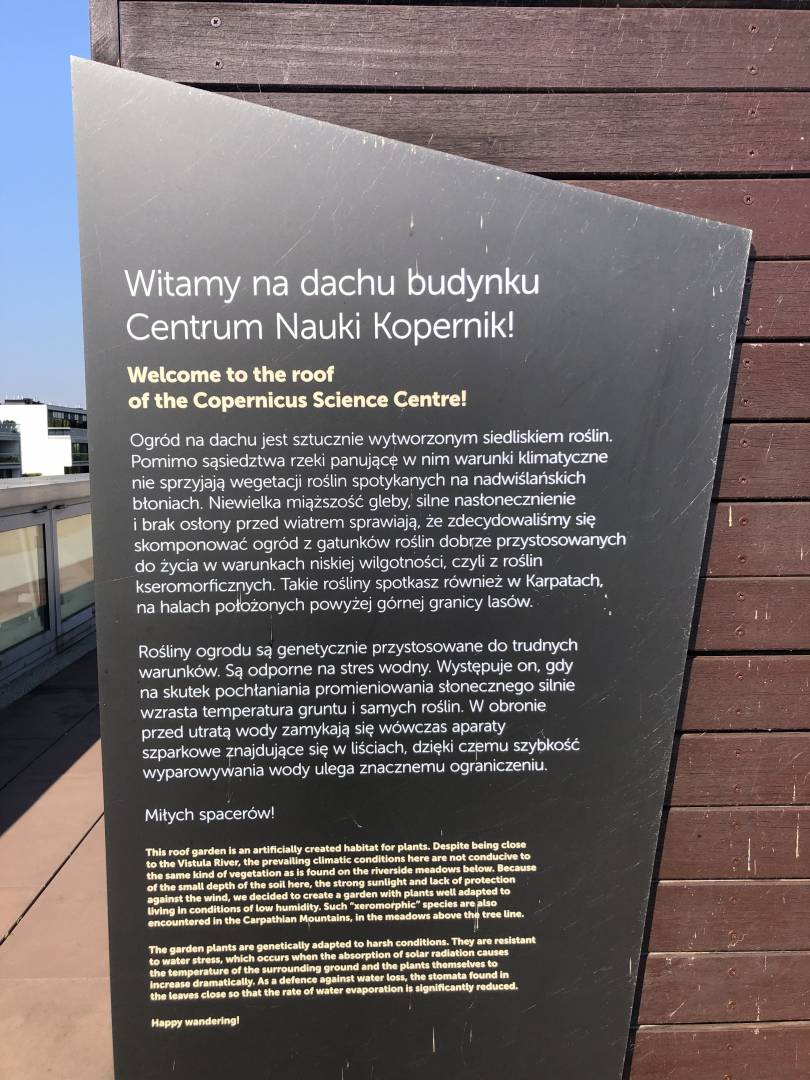 Witamy na dachu budynku
Centrum Nauki Kopernik!
Welcome to the roof
of the Copernicus Science Centre!
Ogród na dachu jest sztucznie wytworzonym siedliskiem roślin.
Pomimo sąsiedztwa rzeki panujące w nim warunki klimatyczne
nie sprzyjają wegetacji roślin spotykanych na nadwiślańskich
błoniach. Niewielka miąższość gleby, silne nasłonecznienie
i brak osłony przed wiatrem sprawiają, że zdecydowaliśmy się
skomponować ogród z gatunków roślin dobrze przystosowanych
do życia w warunkach niskiej wilgotności, czyli z roślin
kseromorficznych. Takie rośliny spotkasz również w Karpatach,
na halach położonych powyżej górnej granicy lasów.
Rośliny ogrodu są genetycznie przystosowane do trudnych
warunków. Są odporne na stres wodny. Występuje on, gdy
na skutek pochłaniania promieniowania słonecznego silnie
wzrasta temperatura gruntu i samych roślin. W obronie
przed utratą wody zamykają się wówczas aparaty
szparkowe znajdujące się w liściach, dzięki czemu szybkość
wyparowywania wody ulega znacznemu ograniczeniu.
Miłych spacerów!
This roof garden is an artificially created habitat for plants. Despite being close
to the Vistula River, the prevailing climatic conditions here are not conducive to
the same kind of vegetation as is found on the riverside meadows below. Because
of the small depth of the soil here, the strong sunlight and lack of protection
against the wind, we decided to create a garden with plants well adapted to
living in conditions of low humidity. Such "xeromorphic" species are also
encountered in the Carpathian Mountains, in the meadows above the tree line.
The garden plants are genetically adapted to harsh conditions. They are resistant
to water stress, which occurs when the absorption of solar radiation causes
the temperature of the surrounding ground and the plants themselves to
increase dramatically. As a defence against water loss, the stomata found in
the leaves close so that the rate of water evaporation is significantly reduced.
Happy wandering!